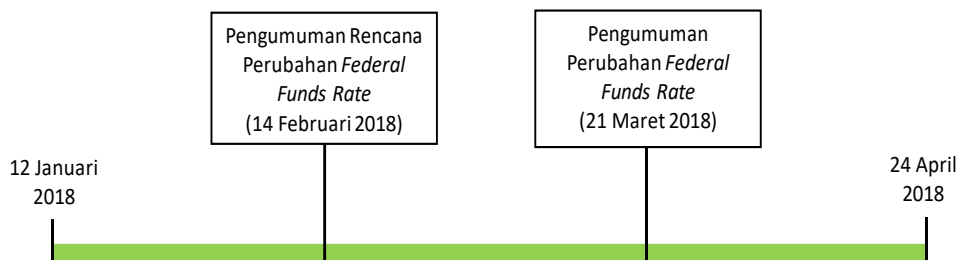 Pengumuman Rencana
Perubahan Federal
Funds Rate
(14 Februari 2018)
Pengumuman
Perubahan Federal
Funds Rate
(21 Maret 2018)
12 Januari
2018
24 April
2018